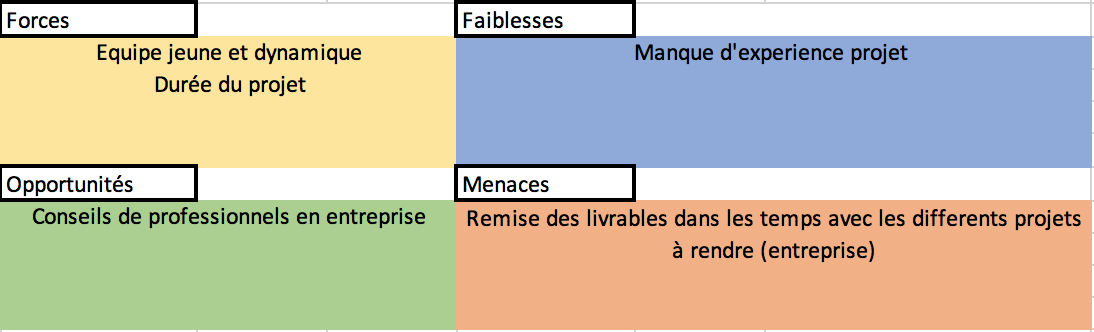 Forces
Faiblesses
Equipe jeune et dynamique
Durée du projet
Manque d'experience projet
Opportunités
Menaces
Conseils de professionnels en entreprise
Remise des livrables dans les temps avec les differents projets
à rendre (entreprise)